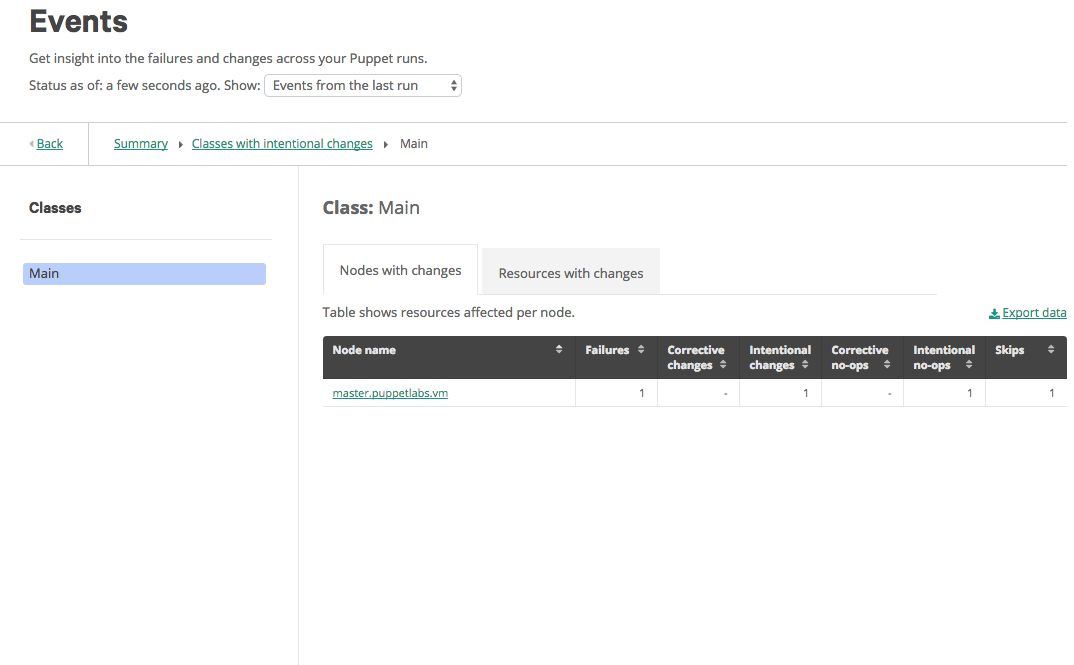 Events
Get insight into the failures and changes across your Puppet runs.
Status as of: a few seconds ago. Show: Events from the last run
Back Summary Classes with intentional changes Main
Classes
Main
Class: Main
Nodes with changes Resources with changes
Table shows resources affected per node. Export data
Node name Failures Corrective changes Intentional changes Corrective no-ops Intentional no-ops Skips
master.puppetlabs.vm 1 - 1 - 1 1